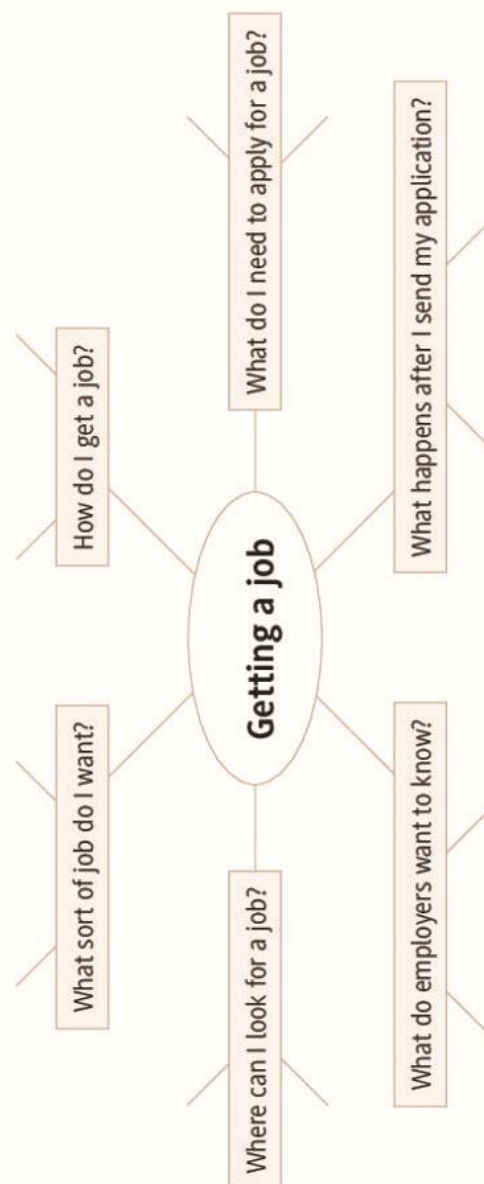 What sort of job do I want?
How do I get a job?
Where can I look for a job?
Getting a job
What do I need to apply for a job?
What do employers want to know?
What happens after I send my application?